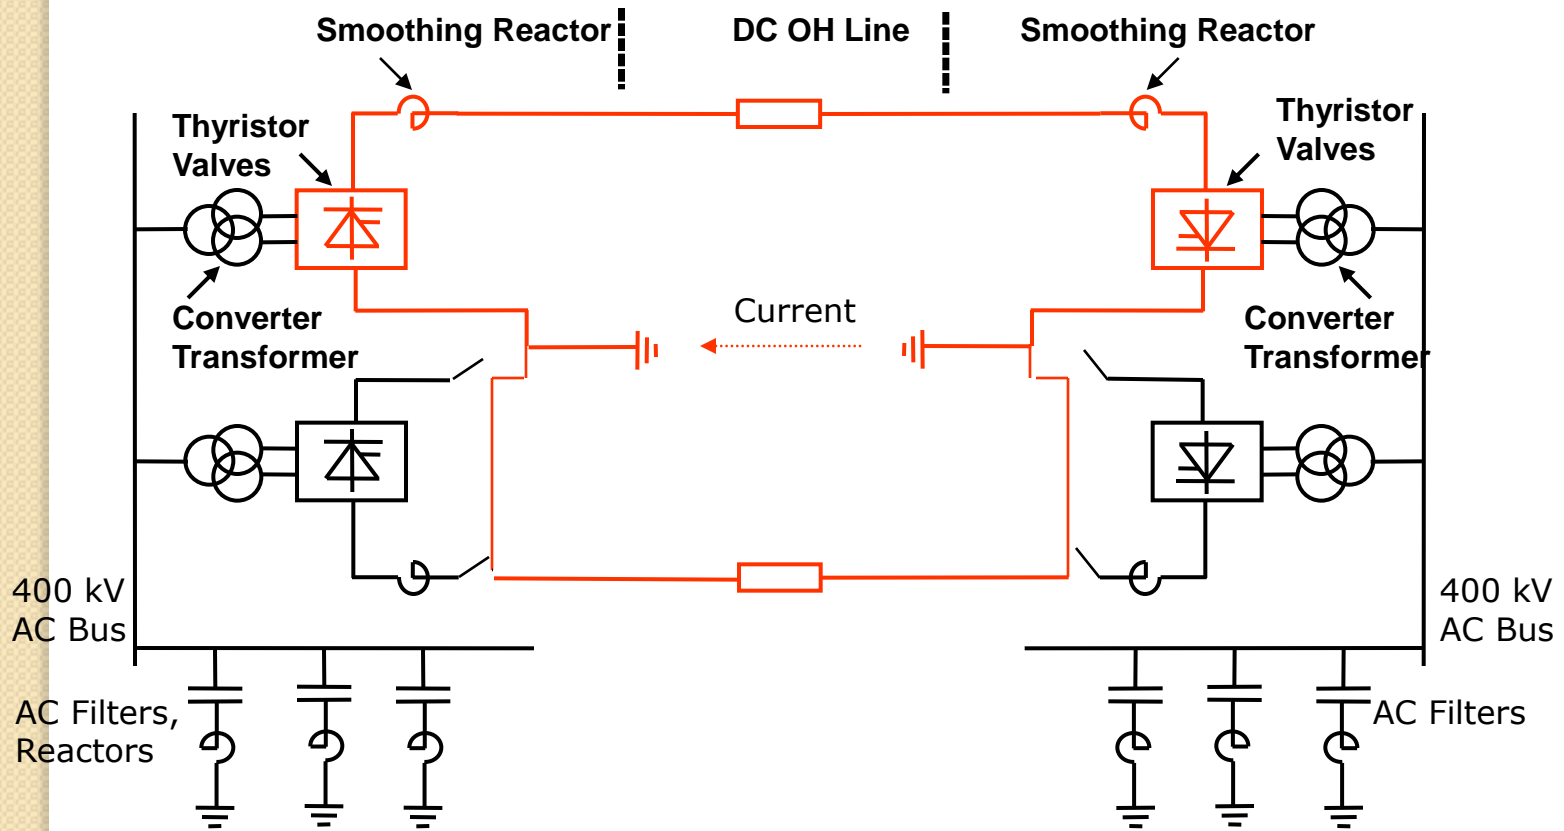 Smoothing Reactor
DC OH Line
Smoothing Reactor
Thyristor
Valves
Thyristor
Valves
Converter
Transformer
Current
Converter
Transformer
400 kV
AC Bus
400 kV
AC Bus
AC Filters,
Reactors
AC Filters